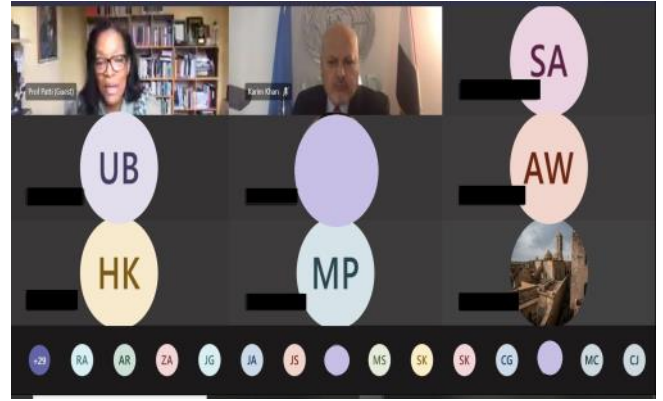 Prof Patti (Guest)
Karim Khan
SA
UB
AW
HK
MP
+29
RA
AR
ZA
JG
JA
JS
MS
SK
SK
CG
MC
CJ